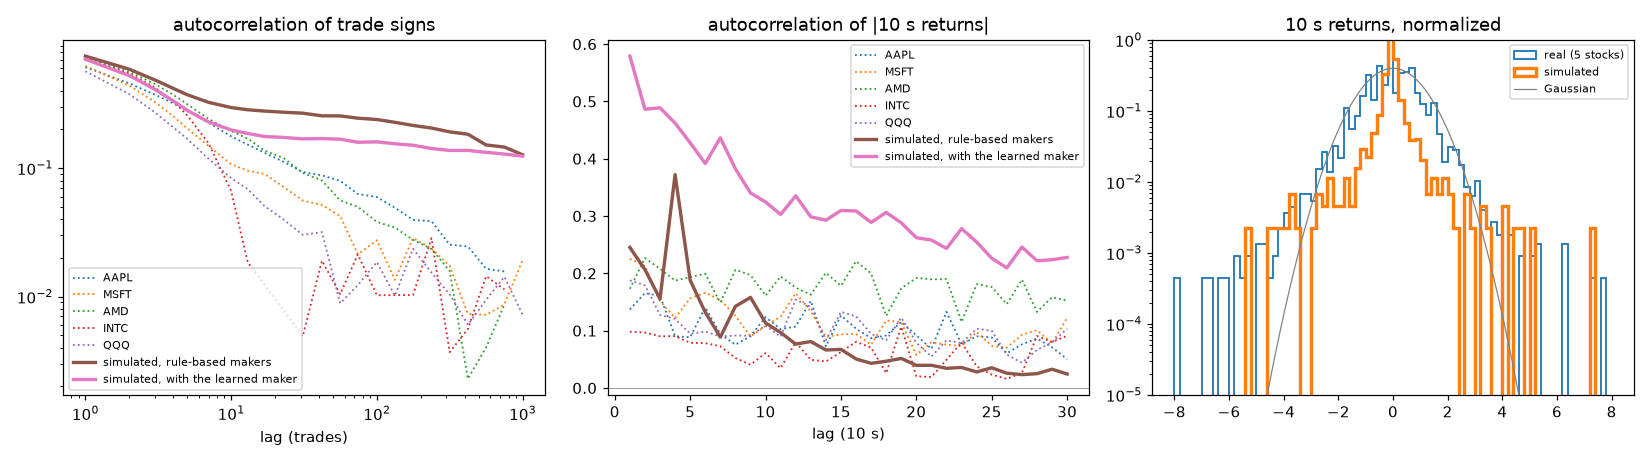 autocorrelation of trade signs
10⁻¹
10⁻²
10⁰
10¹
10²
10³
lag (trades)
AAPL
MSFT
AMD
INTC
QQQ
simulated, rule-based makers
simulated, with the learned maker
autocorrelation of |10 s returns|
0.6
0.5
0.4
0.3
0.2
0.1
0.0
0
5
10
15
20
25
30
lag (10 s)
AAPL
MSFT
AMD
INTC
QQQ
simulated, rule-based makers
simulated, with the learned maker
10 s returns, normalized
10⁰
10⁻¹
10⁻²
10⁻³
10⁻⁴
10⁻⁵
−8
−6
−4
−2
0
2
4
6
8
real (5 stocks)
simulated
Gaussian